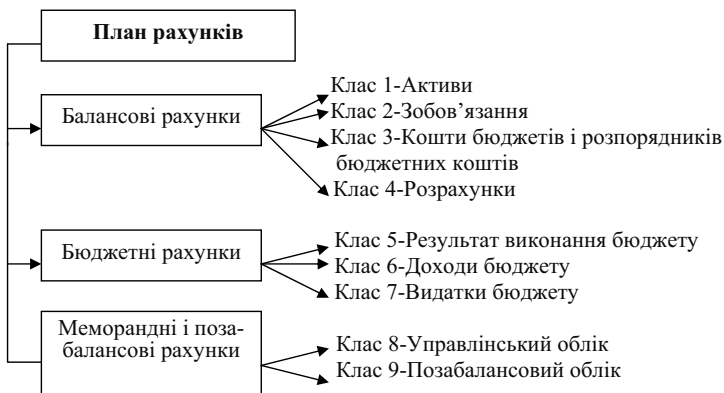 План рахунків
Балансові рахунки
Клас 1-Активи
Клас 2-Зобов’язання
Клас 3-Кошти бюджетів і розпорядників
бюджетних коштів
Клас 4-Розрахунки
Бюджетні рахунки
Клас 5-Результат виконання бюджету
Клас 6-Доходи бюджету
Клас 7-Видатки бюджету
Меморандні і поза-
балансові рахунки
Клас 8-Управлінський облік
Клас 9-Позабалансовий облік